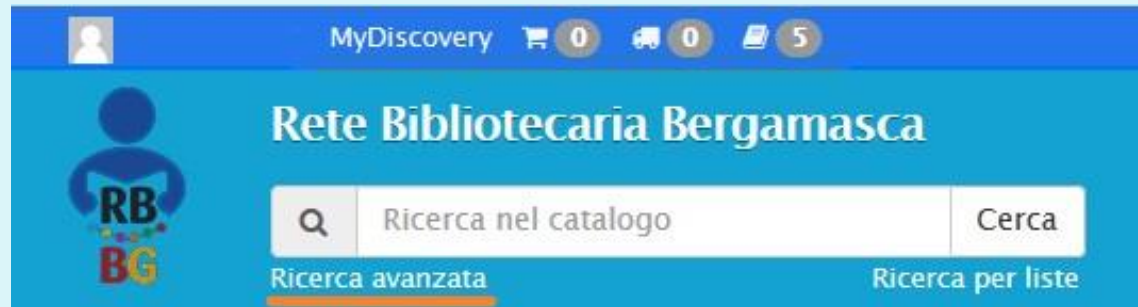 MyDiscovery 0 0 5
Rete Bibliotecaria Bergamasca
RB
BG
Ricerca nel catalogo Cerca
Ricerca avanzata Ricerca per liste